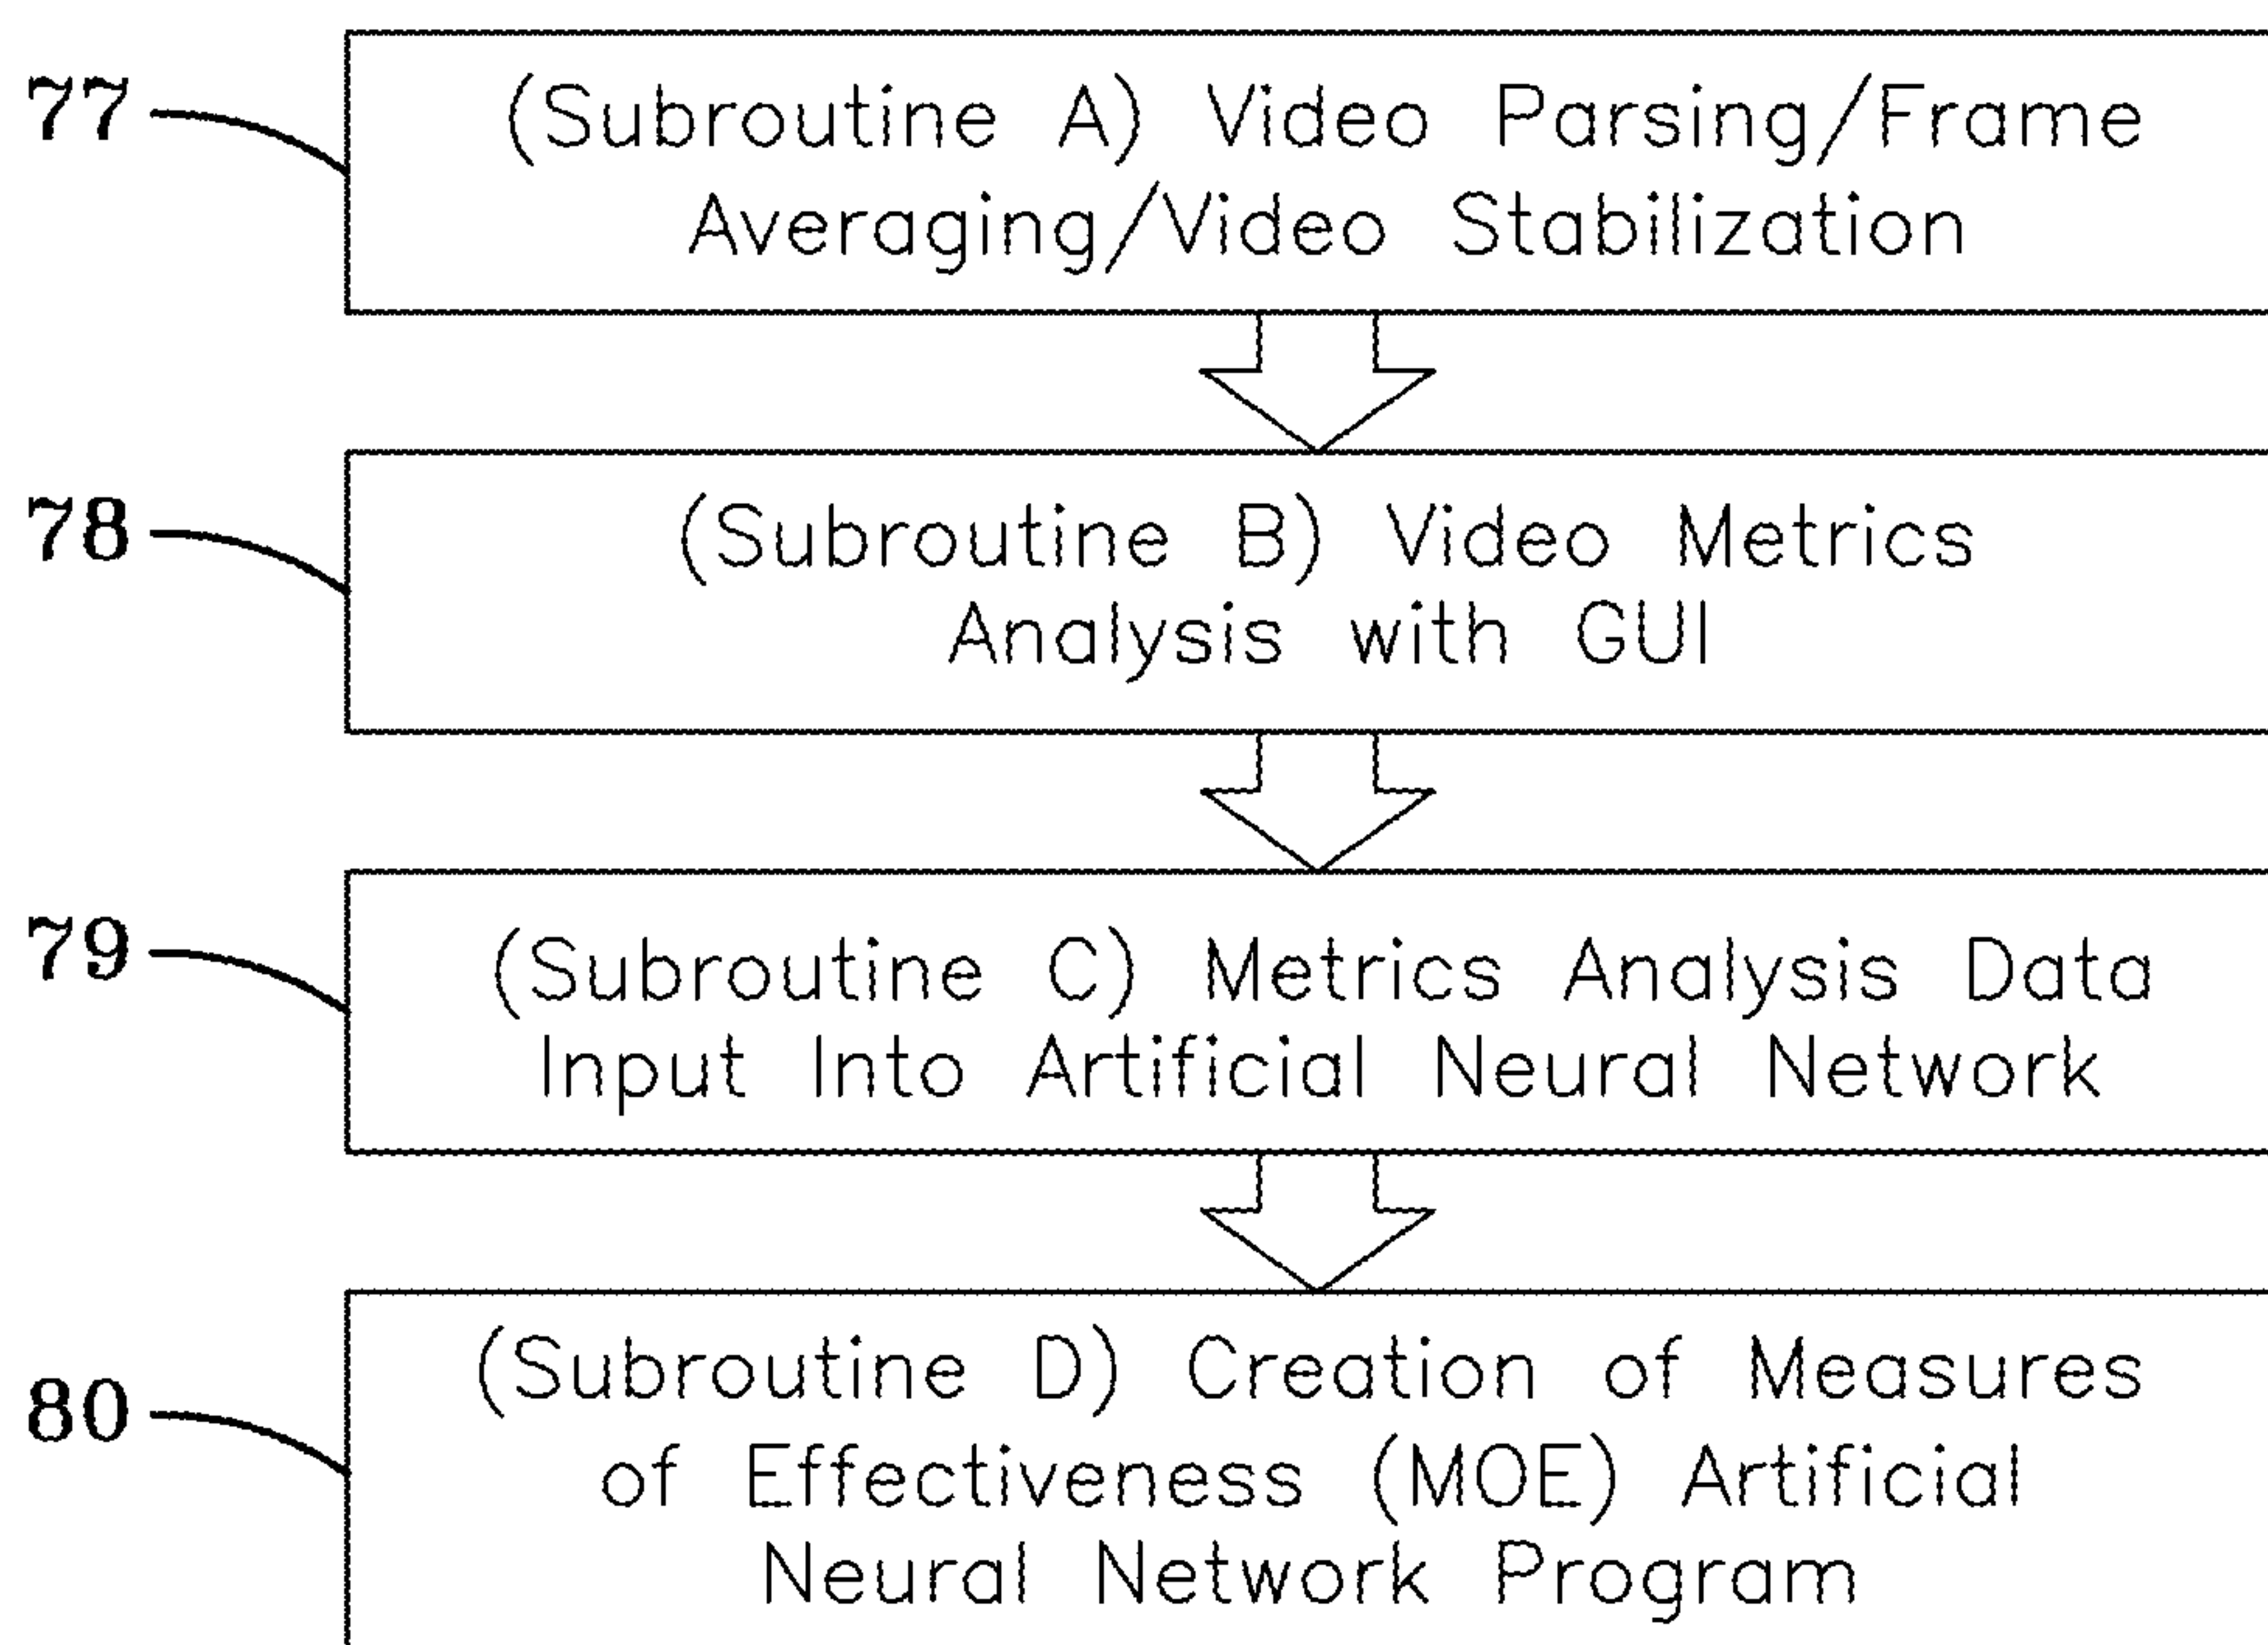 77
(Subroutine A) Video Parsing/Frame
Averaging/Video Stabilization
78
(Subroutine B) Video Metrics
Analysis with GUI
79
(Subroutine C) Metrics Analysis Data
Input Into Artificial Neural Network
80
(Subroutine D) Creation of Measures
of Effectiveness (MOE) Artificial
Neural Network Program